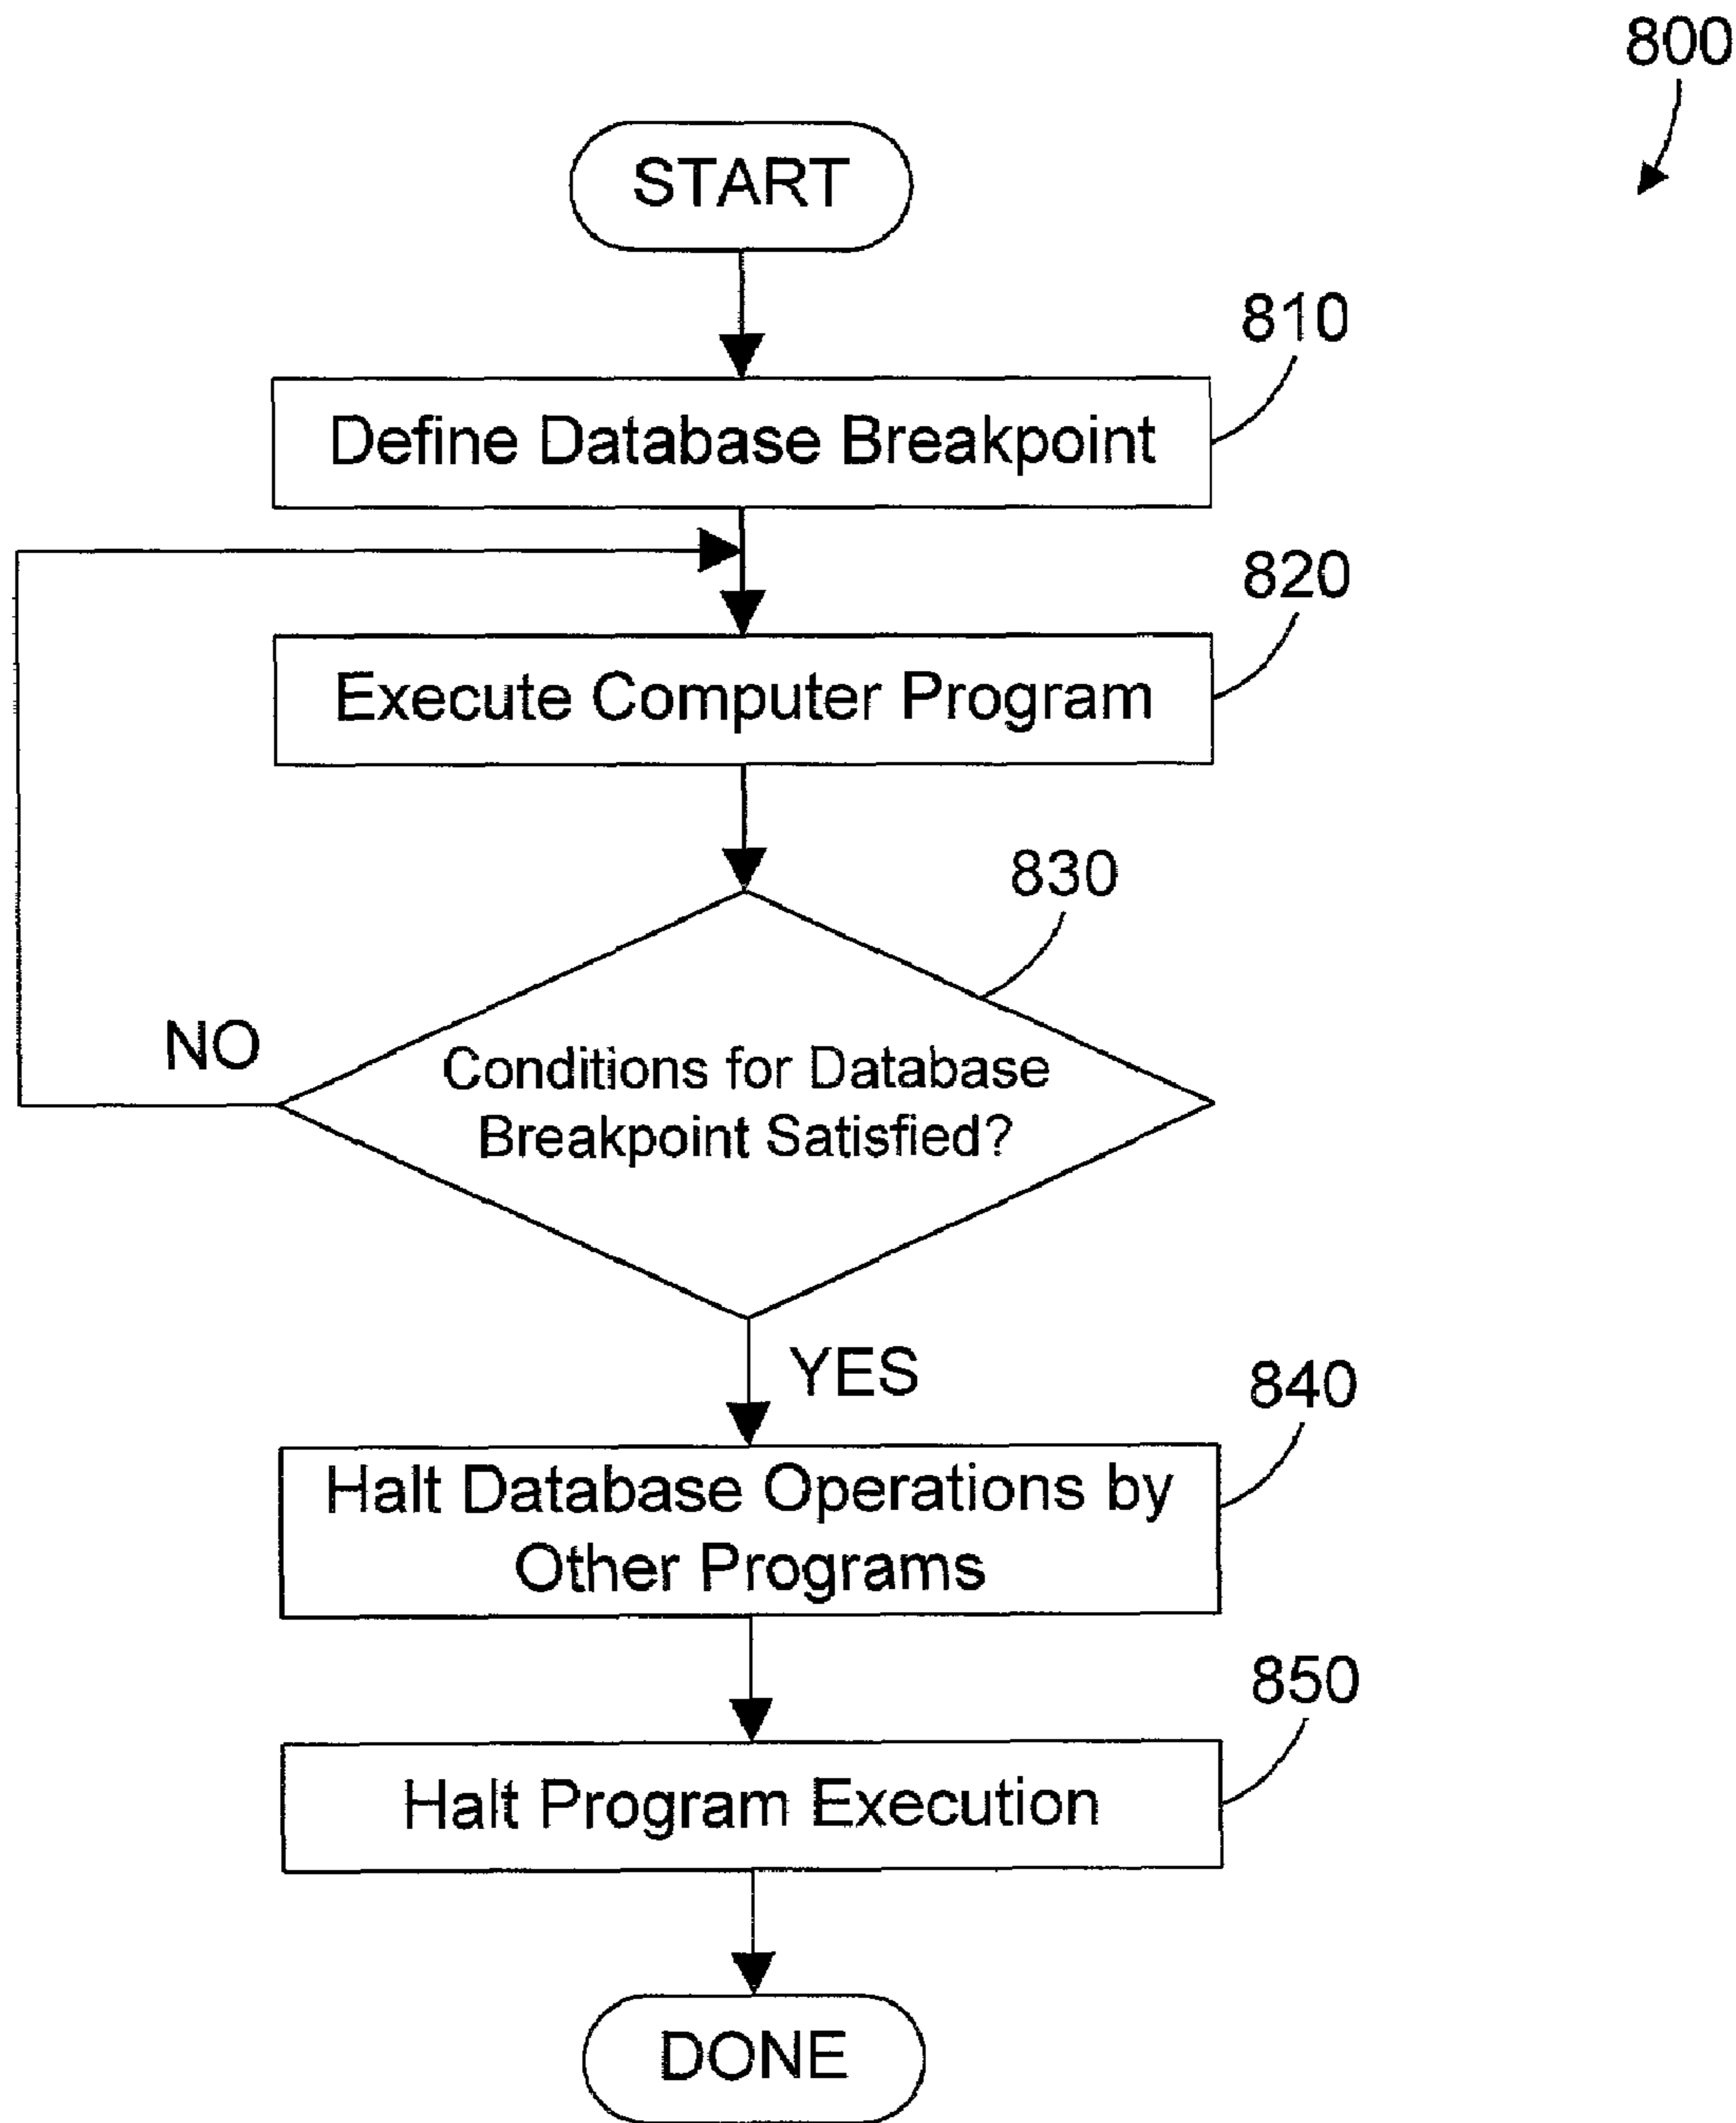 800
START
810
Define Database Breakpoint
820
Execute Computer Program
830
NO
Conditions for Database
Breakpoint Satisfied?
YES
840
Halt Database Operations by
Other Programs
850
Halt Program Execution
DONE